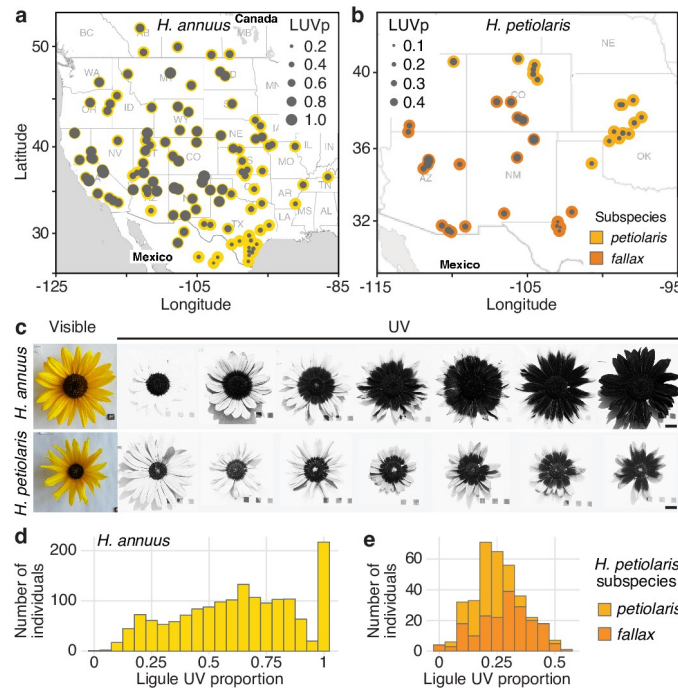 a
H. annuus
Canada
LUVp
0.2
0.4
0.6
0.8
1.0
BC
AB
MB
WA
ID
NV
WY
CO
NE
MO
IL
IN
AR
TN
MS
AL
LA
TX
Mexico
50
40
30
Latitude
-125
-105
-85
Longitude
b
H. petiolaris
LUVp
0.1
0.2
0.3
0.4
NE
CO
AZ
NM
OK
Subspecies
petiolaris
fallax
Mexico
40
36
32
-115
-105
-95
Longitude
c
Visible
UV
H. annuus
H. petiolaris
d
H. annuus
200
100
0
Number of
individuals
0
0.25
0.5
0.75
1
Ligule UV proportion
e
60
40
20
0
Number of
individuals
0
0.25
0.5
Ligule UV proportion
H. petiolaris
subspecies
petiolaris
fallax